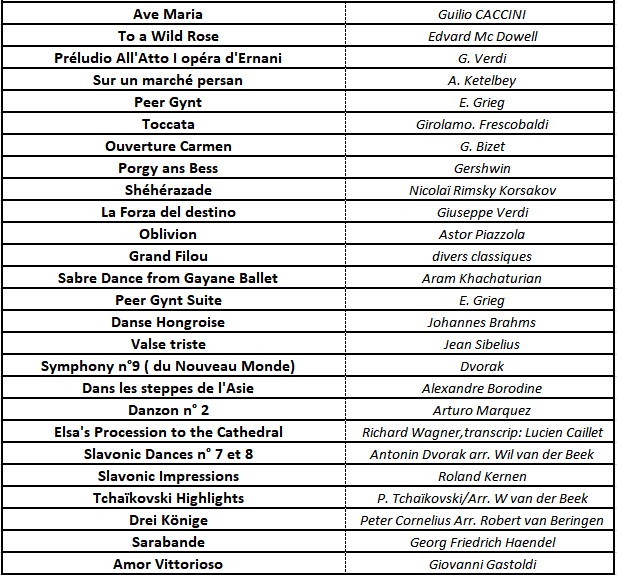 Ave Maria Guilio CACCINI
To a Wild Rose Edvard Mc Dowell
Préludio All'Atto I opéra d'Ernani G. Verdi
Sur un marché persan A. Ketelbey
Peer Gynt E. Grieg
Toccata Girolamo. Frescobaldi
Ouverture Carmen G. Bizet
Porgy ans Bess Gershwin
Shéhérazade Nicolaï Rimsky Korsakov
La Forza del destino Giuseppe Verdi
Oblivion Astor Piazzola
Grand Filou divers classiques
Sabre Dance from Gayane Ballet Aram Khachaturian
Peer Gynt Suite E. Grieg
Danse Hongroise Johannes Brahms
Valse triste Jean Sibelius
Symphony n°9 ( du Nouveau Monde) Dvorak
Dans les steppes de l'Asie Alexandre Borodine
Danzon n° 2 Arturo Marquez
Elsa's Procession to the Cathedral Richard Wagner,transcrip: Lucien Caillet
Slavonic Dances n° 7 et 8 Antonin Dvorak arr. Wil van der Beek
Slavonic Impressions Roland Kernen
Tchaïkovski Highlights P. Tchaïkovski/Arr. W van der Beek
Drei Könige Peter Cornelius Arr. Robert van Beringen
Sarabande Georg Friedrich Haendel
Amor Vittorioso Giovanni Gastoldi